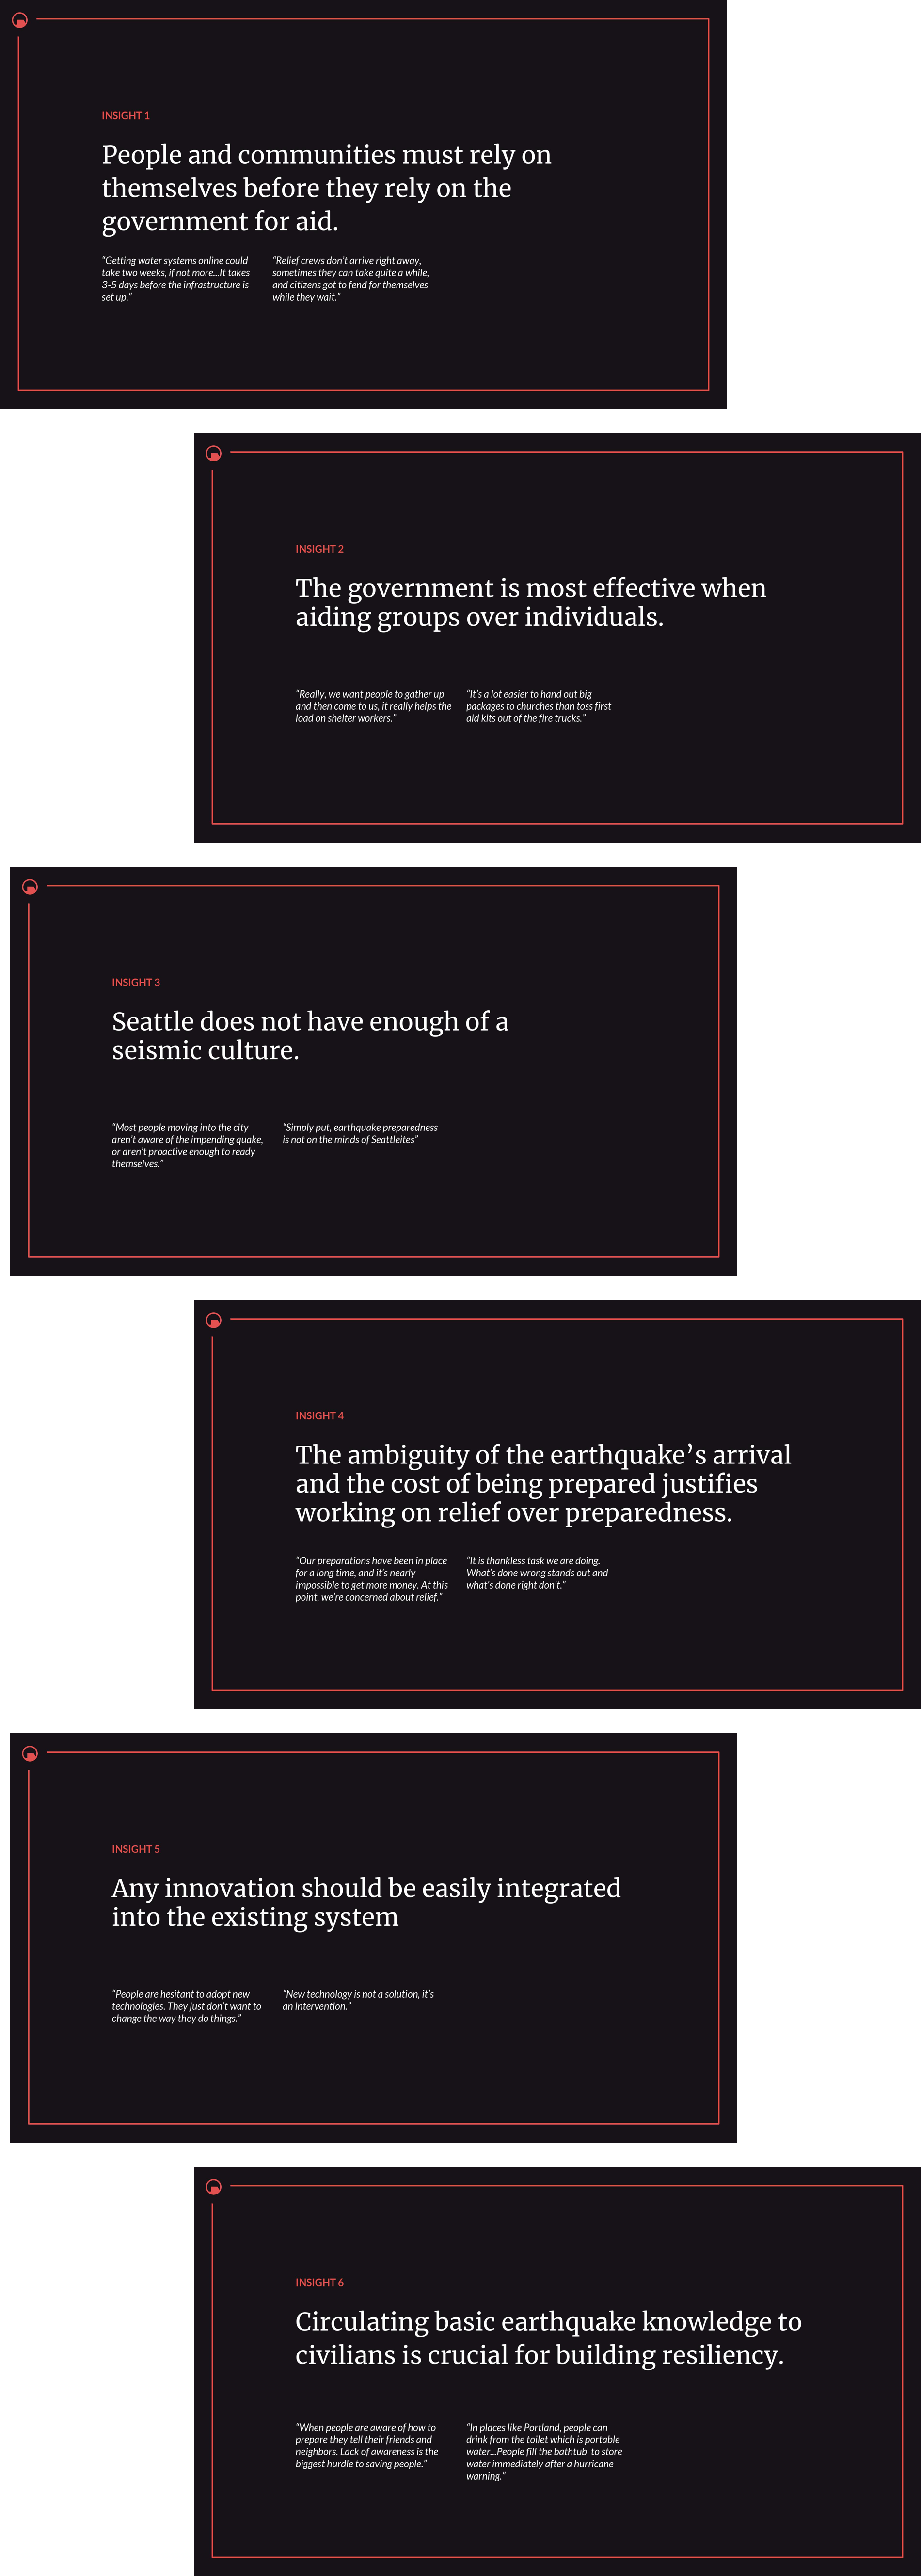 INSIGHT 1
People and communities must rely on
themselves before they rely on the
government for aid.
“Getting water systems online could
take two weeks, if not more...It takes
3-5 days before the infrastructure is
set up.”
“Relief crews don’t arrive right away,
sometimes they can take quite a while,
and citizens got to fend for themselves
while they wait.”
INSIGHT 2
The government is most effective when
aiding groups over individuals.
“Really, we want people to gather up
and then come to us, it really helps the
load on shelter workers.”
“It’s a lot easier to hand out big
packages to churches than toss first
aid kits out of the fire trucks.”
INSIGHT 3
Seattle does not have enough of a
seismic culture.
“Most people moving into the city
aren’t aware of the impending quake,
or aren’t proactive enough to ready
themselves.”
“Simply put, earthquake preparedness
is not on the minds of Seattleites”
INSIGHT 4
The ambiguity of the earthquake’s arrival
and the cost of being prepared justifies
working on relief over preparedness.
“Our preparations have been in place
for a long time, and it’s nearly
impossible to get more money. At this
point, we’re concerned about relief.”
“It is thankless task we are doing.
What’s done wrong stands out and
what’s done right don’t.”
INSIGHT 5
Any innovation should be easily integrated
into the existing system
“People are hesitant to adopt new
technologies. They just don’t want to
change the way they do things.”
“New technology is not a solution, it’s
an intervention.”
INSIGHT 6
Circulating basic earthquake knowledge to
civilians is crucial for building resiliency.
“When people are aware of how to
prepare they tell their friends and
neighbors. Lack of awareness is the
biggest hurdle to saving people.”
“In places like Portland, people can
drink from the toilet which is portable
water...People fill the bathtub to store
water immediately after a hurricane
warning.”